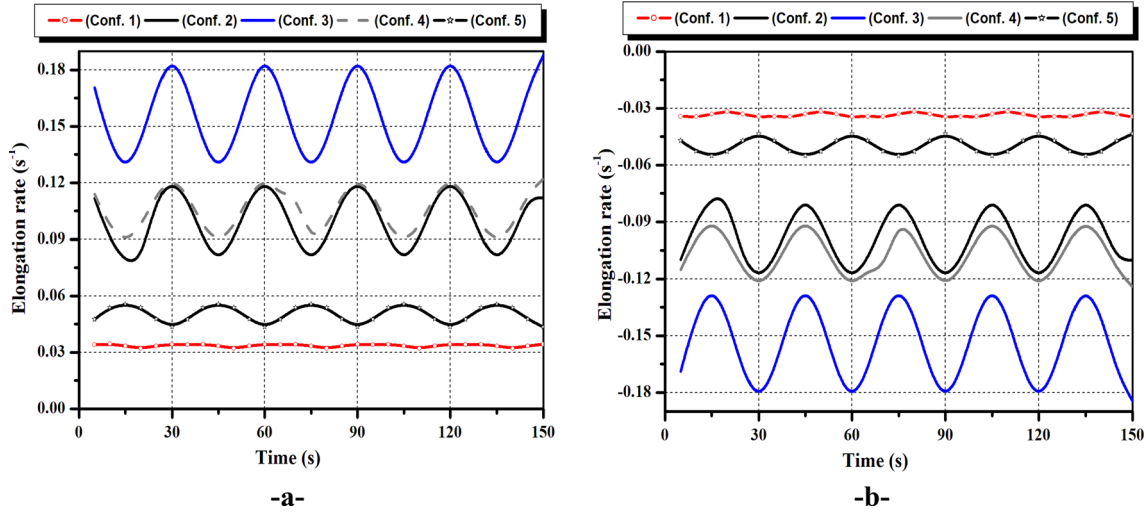 (Conf. 1) (Conf. 2) (Conf. 3) (Conf. 4) (Conf. 5)
0.18
0.15
0.12
0.09
0.06
0.03
0.00
Elongation rate (s⁻¹)
0 30 60 90 120 150
Time (s)
-a-
(Conf. 1) (Conf. 2) (Conf. 3) (Conf. 4) (Conf. 5)
0.00
-0.03
-0.06
-0.09
-0.12
-0.15
-0.18
Elongation rate (s⁻¹)
0 30 60 90 120 150
Time (s)
-b-